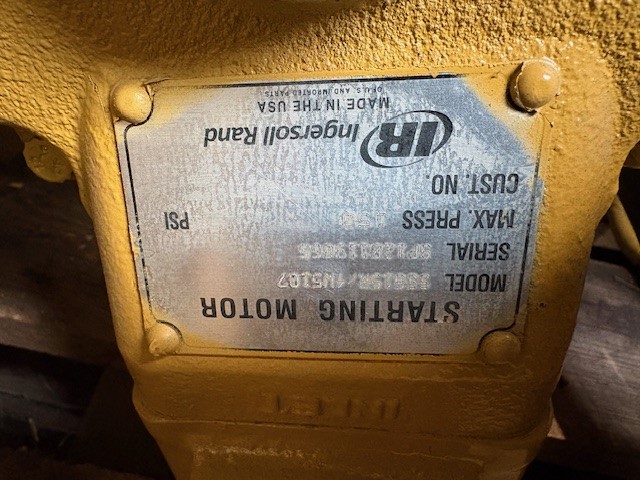 STARTING MOTOR
MODEL
SERIAL
MAX. PRESS 150 PSI
CUST. NO.
IR Ingersoll Rand
MADE IN THE USA
OF U.S. AND IMPORTED PARTS
INLET